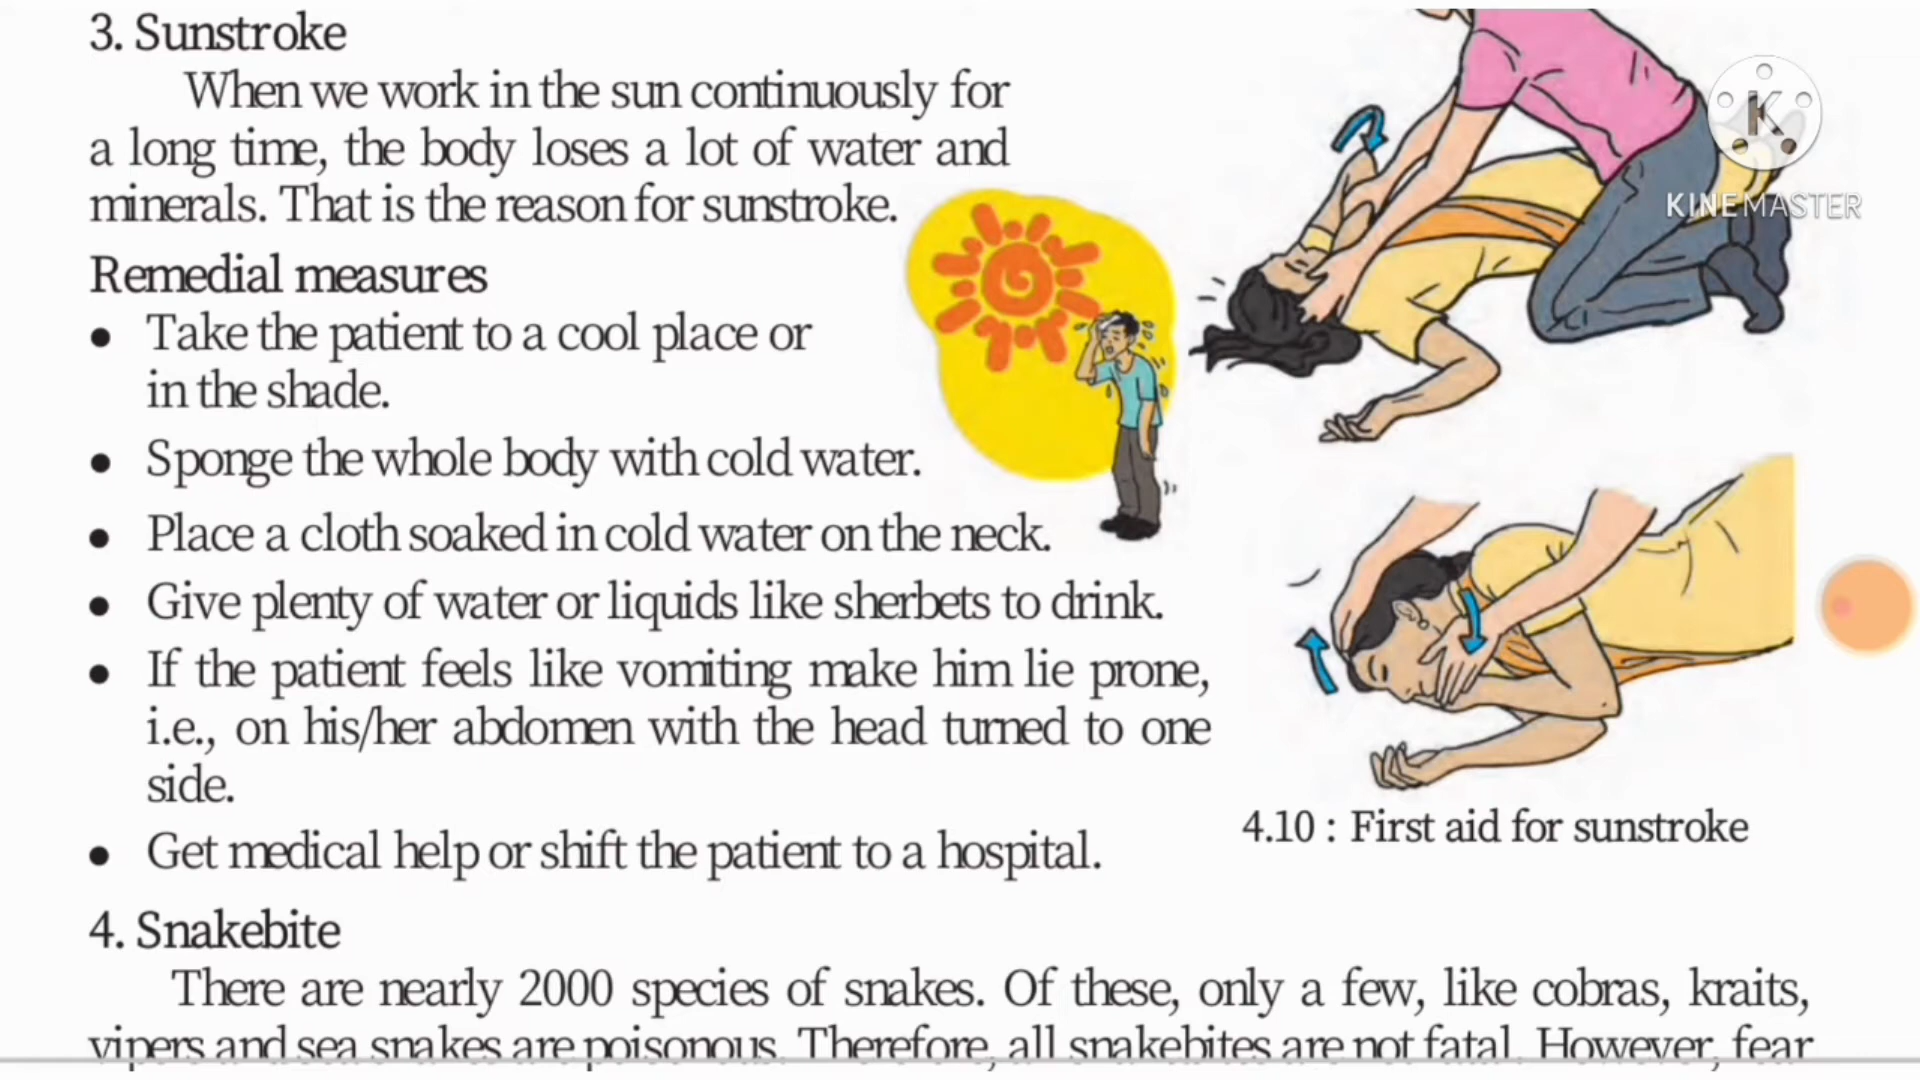 3. Sunstroke
When we work in the sun continuously for
a long time, the body loses a lot of water and
minerals. That is the reason for sunstroke.
Remedial measures
● Take the patient to a cool place or
in the shade.
● Sponge the whole body with cold water.
● Place a cloth soaked in cold water on the neck.
● Give plenty of water or liquids like sherbets to drink.
● If the patient feels like vomiting make him lie prone,
i.e., on his/her abdomen with the head turned to one
side.
● Get medical help or shift the patient to a hospital.
K
KINEMASTER
4.10 : First aid for sunstroke
4. Snakebite
There are nearly 2000 species of snakes. Of these, only a few, like cobras, kraits,
vipers and sea snakes are poisonous. Therefore, all snakebites are not fatal. However, fear